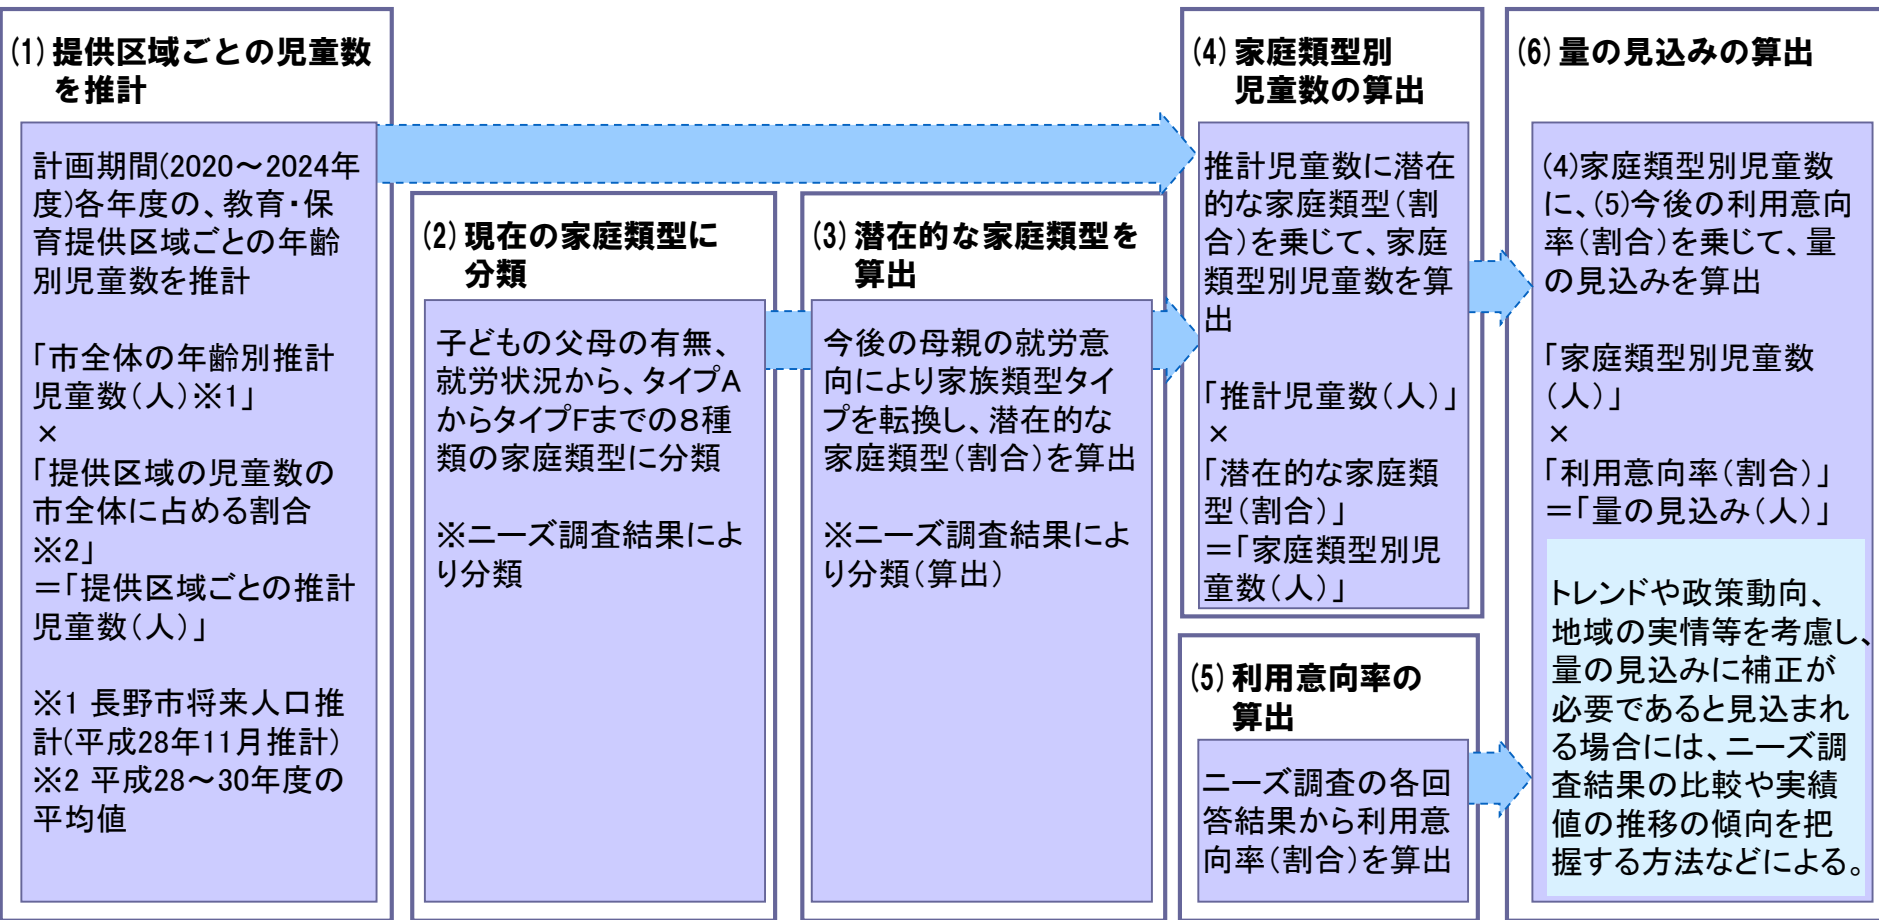 (1) 提供区域ごとの児童数
を推計
計画期間(2020～2024年
度)各年度の、教育・保
育提供区域ごとの年齢
別児童数を推計
「市全体の年齢別推計
児童数（人）※1」
×
「提供区域の児童数の
市全体に占める割合
※2」
＝「提供区域ごとの推計
児童数（人）」
※1 長野市将来人口推
計(平成28年11月推計)
※2 平成28～30年度の
平均値
(2) 現在の家庭類型に
分類
子どもの父母の有無、
就労状況から、タイプA
からタイプFまでの８種
類の家庭類型に分類
※ニーズ調査結果によ
り分類
(3) 潜在的な家庭類型を
算出
今後の母親の就労意
向により家族類型タイ
プを転換し、潜在的な
家庭類型（割合）を算出
※ニーズ調査結果によ
り分類（算出）
(4) 家庭類型別
児童数の算出
推計児童数に潜在
的な家庭類型（割
合）を乗じて、家庭
類型別児童数を算
出
「推計児童数（人）」
×
「潜在的な家庭類
型（割合）」
＝「家庭類型別児
童数（人）」
(5) 利用意向率の
算出
ニーズ調査の各回
答結果から利用意
向率（割合）を算出
(6) 量の見込みの算出
(4)家庭類型別児童数
に、(5)今後の利用意向
率（割合）を乗じて、量
の見込みを算出
「家庭類型別児童数
（人）」
×
「利用意向率（割合）」
＝「量の見込み（人）」
トレンドや政策動向、
地域の実情等を考慮し、
量の見込みに補正が
必要であると見込まれ
る場合には、ニーズ調
査結果の比較や実績
値の推移の傾向を把
握する方法などによる。